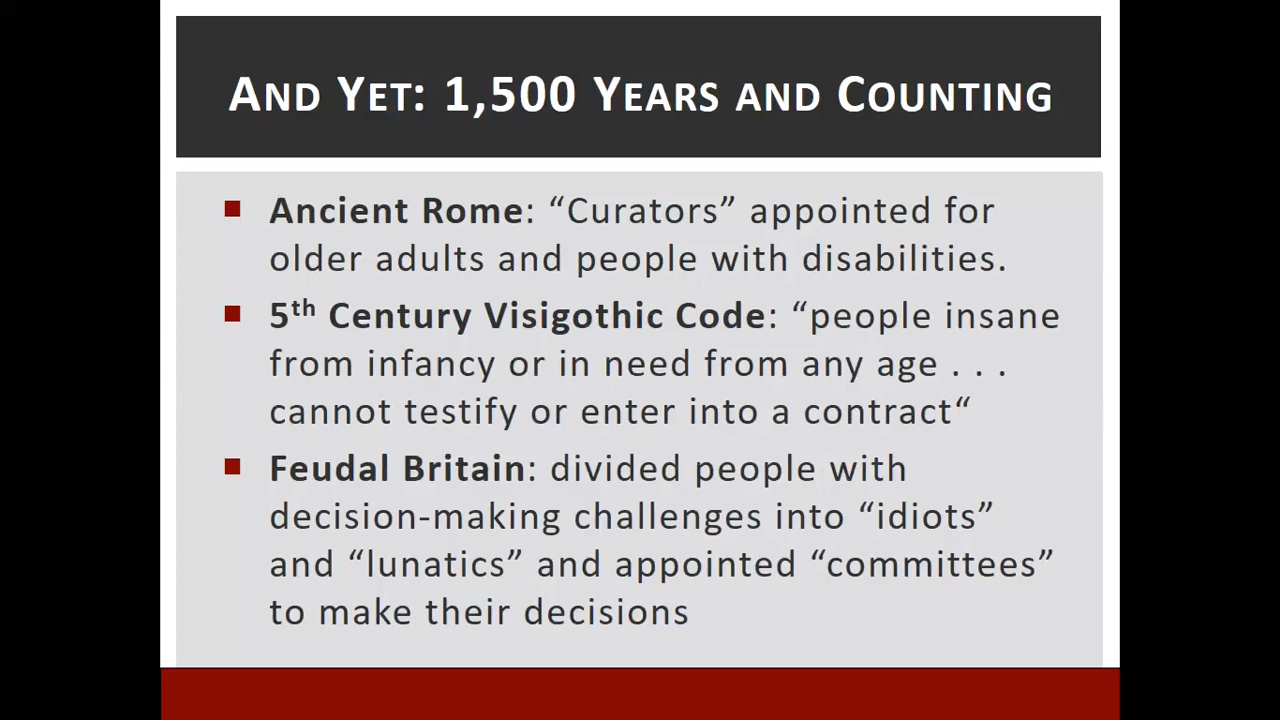 And Yet: 1,500 Years and Counting
Ancient Rome: “Curators” appointed for
older adults and people with disabilities.
5th Century Visigothic Code: “people insane
from infancy or in need from any age . . .
cannot testify or enter into a contract“
Feudal Britain: divided people with
decision-making challenges into “idiots”
and “lunatics” and appointed “committees”
to make their decisions